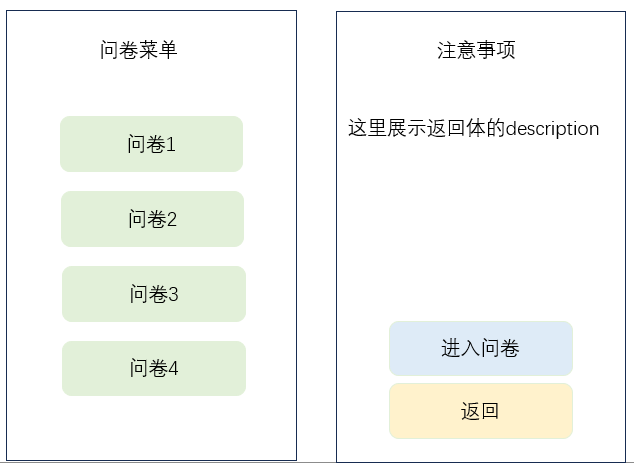 问卷菜单
问卷1
问卷2
问卷3
问卷4
注意事项
这里展示返回体的description
进入问卷
返回